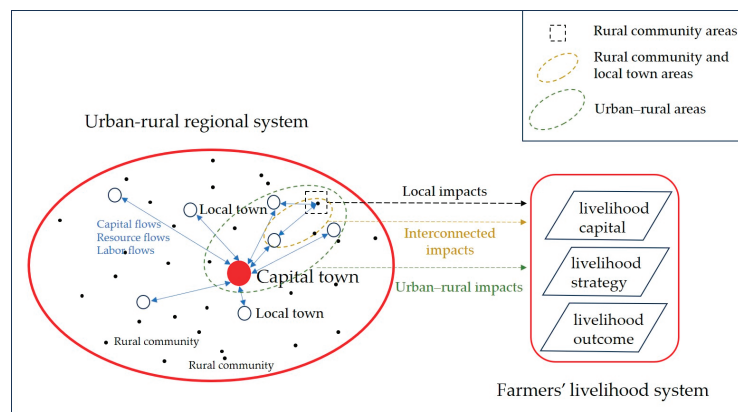 Rural community areas
Rural community and
local town areas
Urban–rural areas
Urban-rural regional system
Local town
Capital flows
Resource flows
Labor flows
Capital town
Local town
Rural community
Rural community
Local impacts
Interconnected
impacts
Urban–rural impacts
livelihood
capital
livelihood
strategy
livelihood
outcome
Farmers’ livelihood system